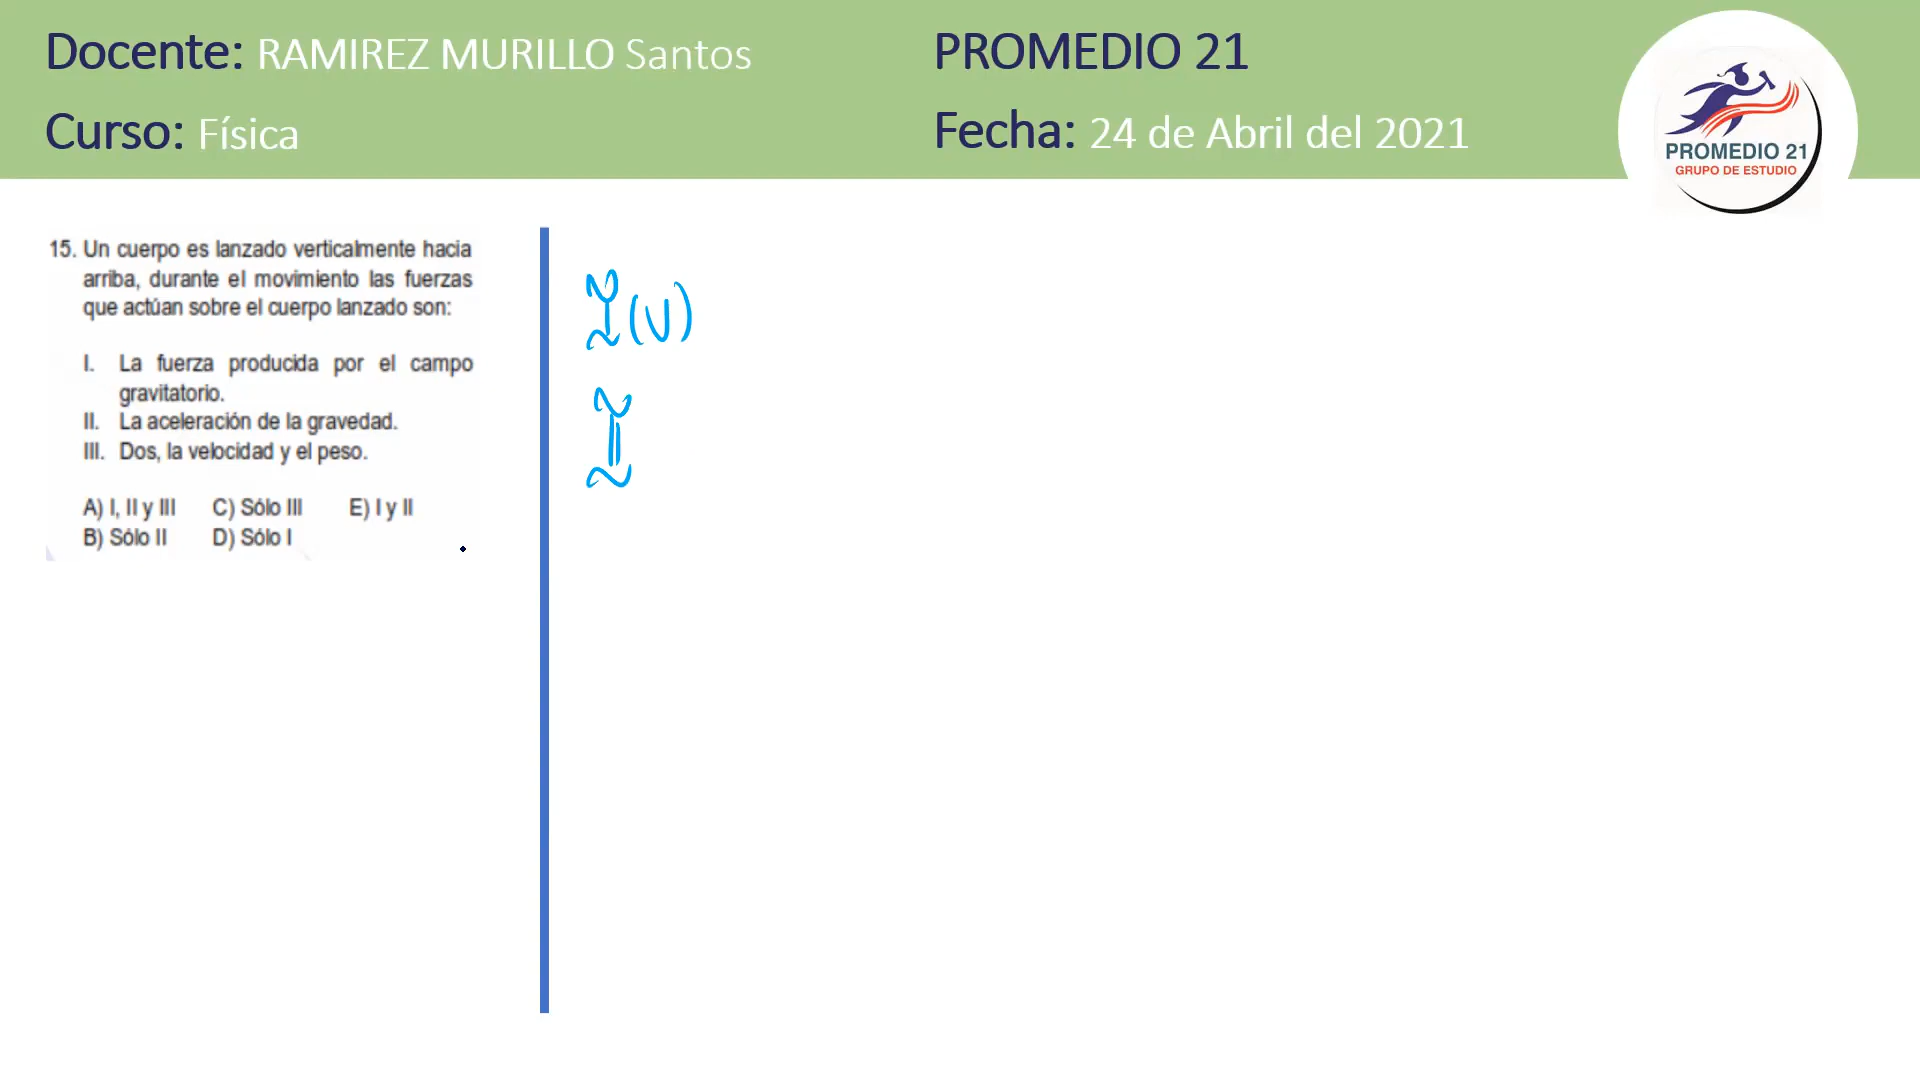 Docente: RAMIREZ MURILLO Santos
Curso: Física
PROMEDIO 21
Fecha: 24 de Abril del 2021
PROMEDIO 21
GRUPO DE ESTUDIO
15. Un cuerpo es lanzado verticalmente hacia
arriba, durante el movimiento las fuerzas
que actúan sobre el cuerpo lanzado son:
I. La fuerza producida por el campo
gravitatorio.
II. La aceleración de la gravedad.
III. Dos, la velocidad y el peso.
A) I, II y III C) Sólo III E) I y II
B) Sólo II D) Sólo I
I (V)
II